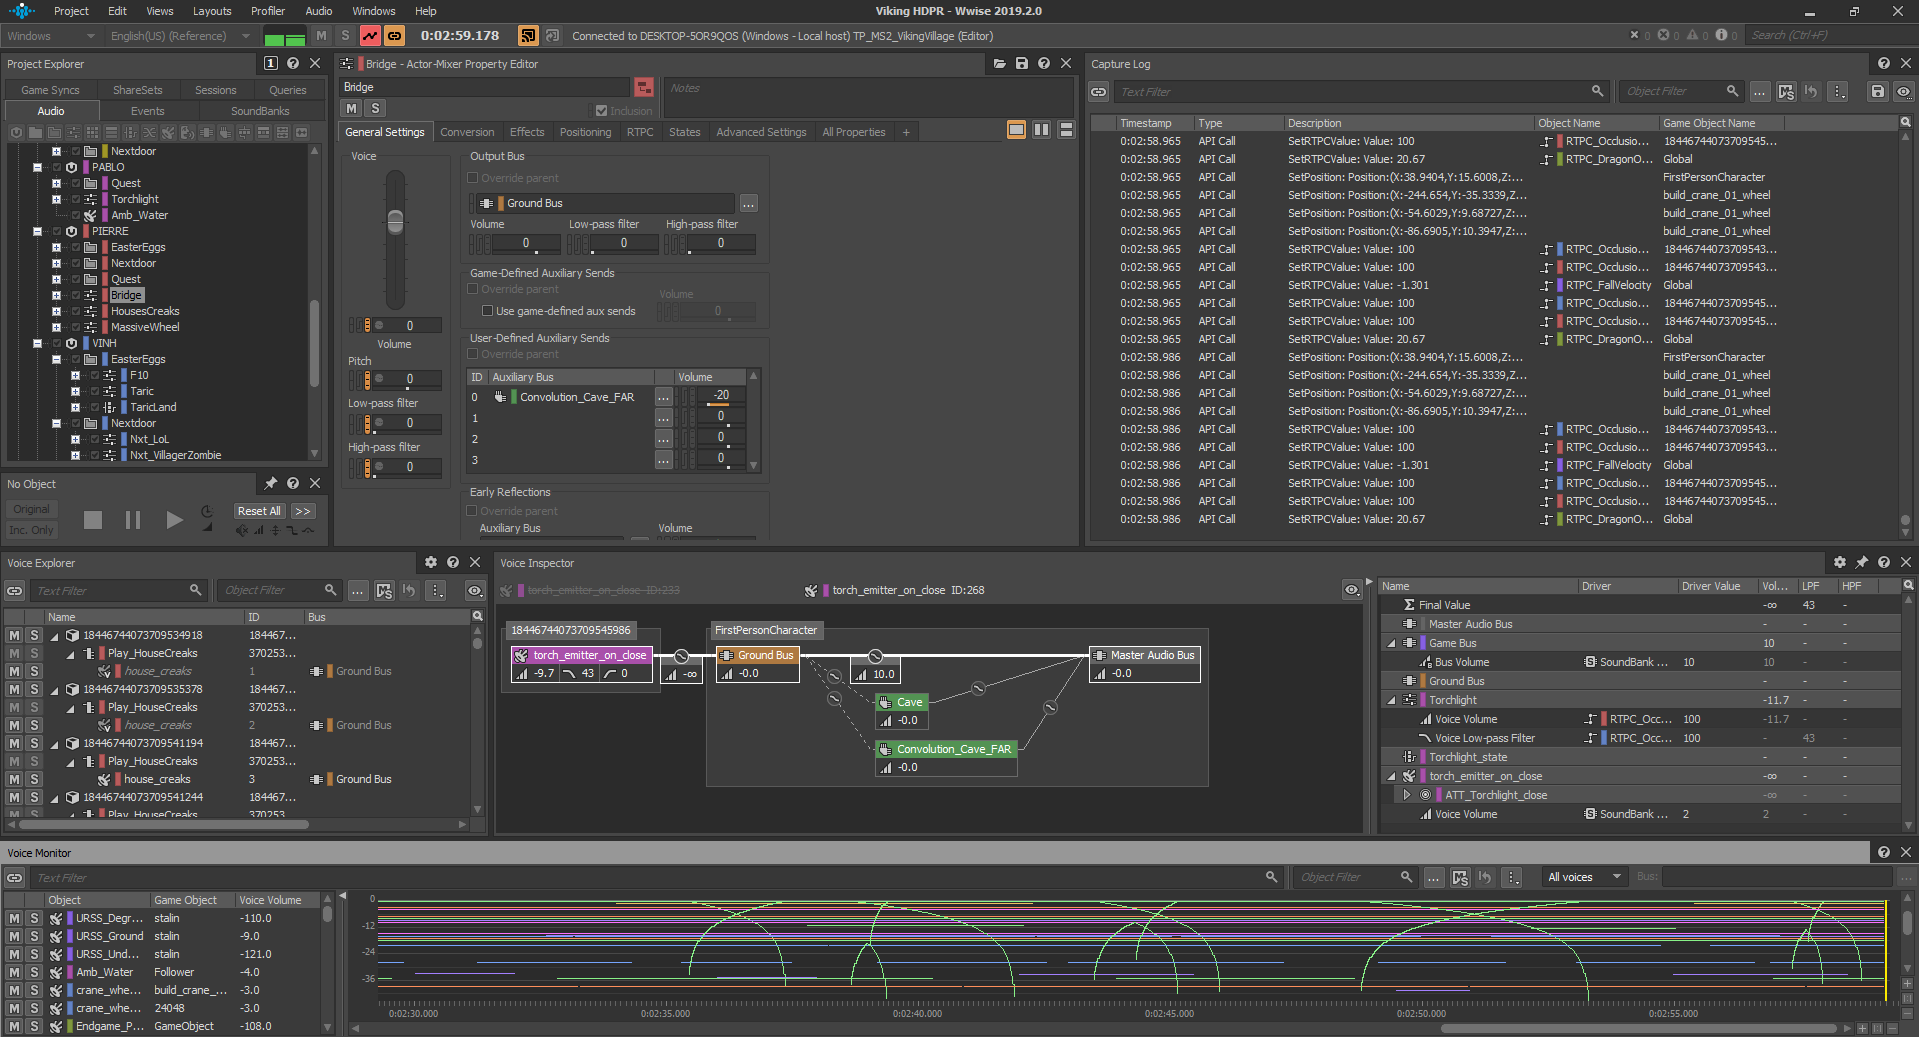 Project Edit Views Layouts Profiler Audio Windows Help
Viking HDPR - Wwise 2019.2.0
Windows English(US) (Reference) M S 0:02:59.178 Connected to DESKTOP-5OR9QOS (Windows - Local host) TP_MS2_VikingVillage (Editor) 0 0 0 0 Search (Ctrl+F)
Project Explorer 1
Game Syncs ShareSets Sessions Queries
Audio Events SoundBanks
Nextdoor
PABLO
Quest
Torchlight
Amb_Water
PIERRE
EasterEggs
Nextdoor
Quest
Bridge
HousesCreaks
MassiveWheel
VINH
EasterEggs
F10
Taric
TaricLand
Nextdoor
Nxt_LoL
Nxt_VillagerZombie
No Object
Original
Inc. Only
Reset All >>
Bridge - Actor-Mixer Property Editor
Bridge
Notes
M S
Inclusion
General Settings Conversion Effects Positioning RTPC States Advanced Settings All Properties +
Voice
0
Volume
Pitch
0
Low-pass filter
0
High-pass filter
0
Output Bus
Override parent
Ground Bus ...
Volume Low-pass filter High-pass filter
0 0 0
Game-Defined Auxiliary Sends
Override parent
Volume
Use game-defined aux sends 0
User-Defined Auxiliary Sends
Override parent
ID Auxiliary Bus Volume
0 Convolution_Cave_FAR ... -20
1 ... 0
2 ... 0
3 ... 0
Early Reflections
Override parent
Auxiliary Bus Volume
Capture Log
Text Filter Object Filter ...
Timestamp Type Description Object Name Game Object Name
0:02:58.965 API Call SetRTPCValue: Value: 100 RTPC_Occlusio... 18446744073709545...
0:02:58.965 API Call SetRTPCValue: Value: 20.67 RTPC_DragonO... Global
0:02:58.965 API Call SetPosition: Position:(X:38.9404,Y:15.6008,Z:... FirstPersonCharacter
0:02:58.965 API Call SetPosition: Position:(X:-244.654,Y:-35.3339,Z... build_crane_01_wheel
0:02:58.965 API Call SetPosition: Position:(X:-54.6029,Y:9.68727,Z:... build_crane_01_wheel
0:02:58.965 API Call SetPosition: Position:(X:-86.6905,Y:10.3947,Z:... build_crane_01_wheel
0:02:58.965 API Call SetRTPCValue: Value: 100 RTPC_Occlusio... 18446744073709543...
0:02:58.965 API Call SetRTPCValue: Value: 100 RTPC_Occlusio... 18446744073709543...
0:02:58.965 API Call SetRTPCValue: Value: -1.301 RTPC_FallVelocity Global
0:02:58.965 API Call SetRTPCValue: Value: 100 RTPC_Occlusio... 18446744073709545...
0:02:58.965 API Call SetRTPCValue: Value: 100 RTPC_Occlusio... 18446744073709545...
0:02:58.965 API Call SetRTPCValue: Value: 20.67 RTPC_DragonO... Global
0:02:58.986 API Call SetPosition: Position:(X:38.9404,Y:15.6008,Z:... FirstPersonCharacter
0:02:58.986 API Call SetPosition: Position:(X:-244.654,Y:-35.3339,Z... build_crane_01_wheel
0:02:58.986 API Call SetPosition: Position:(X:-54.6029,Y:9.68727,Z:... build_crane_01_wheel
0:02:58.986 API Call SetPosition: Position:(X:-86.6905,Y:10.3947,Z:... build_crane_01_wheel
0:02:58.986 API Call SetRTPCValue: Value: 100 RTPC_Occlusio... 18446744073709543...
0:02:58.986 API Call SetRTPCValue: Value: 100 RTPC_Occlusio... 18446744073709543...
0:02:58.986 API Call SetRTPCValue: Value: -1.301 RTPC_FallVelocity Global
0:02:58.986 API Call SetRTPCValue: Value: 100 RTPC_Occlusio... 18446744073709545...
0:02:58.986 API Call SetRTPCValue: Value: 100 RTPC_Occlusio... 18446744073709545...
0:02:58.986 API Call SetRTPCValue: Value: 20.67 RTPC_DragonO... Global
Voice Explorer
Text Filter Object Filter ...
Name ID Bus
M S 18446744073709534918 184467...
M S Play_HouseCreaks 370253...
M S house_creaks 1 Ground Bus
M S 18446744073709535378 184467...
M S Play_HouseCreaks 370253...
M S house_creaks 2 Ground Bus
M S 18446744073709541194 184467...
M S Play_HouseCreaks 370253...
M S house_creaks 3 Ground Bus
M S 18446744073709541244 184467...
M S Play_HouseCreaks 370253...
Voice Inspector
torch_emitter_on_close ID:233 torch_emitter_on_close ID:268
18446744073709545986 FirstPersonCharacter
torch_emitter_on_close Ground Bus Master Audio Bus
-9.7 43 0 -∞ -0.0 10.0 -0.0
Cave
-0.0
Convolution_Cave_FAR
-0.0
Name Driver Driver Value Vol... LPF HPF
Σ Final Value -∞ 43 -
Master Audio Bus - - -
Game Bus 10 - -
Bus Volume SoundBank ... 10 10 - -
Ground Bus - - -
Torchlight -11.7 - -
Voice Volume RTPC_Occ... 100 -11.7 - -
Voice Low-pass Filter RTPC_Occ... 100 - 43 -
Torchlight_state - - -
torch_emitter_on_close -∞ - -
ATT_Torchlight_close -∞ - -
Voice Volume SoundBank ... 2 2 - -
Voice Monitor
Text Filter Object Filter ... All voices Bus: ...
Object Game Object Voice Volume
M S URSS_Degr... stalin -110.0
M S URSS_Ground stalin -9.0
M S URSS_Und... stalin -121.0
M S Amb_Water Follower -4.0
M S crane_whe... build_crane_... -3.0
M S crane_whe... 24048 -3.0
M S Endgame_P... GameObject -108.0
0
-12
-24
-36
0:02:30.000 0:02:35.000 0:02:40.000 0:02:45.000 0:02:50.000 0:02:55.000